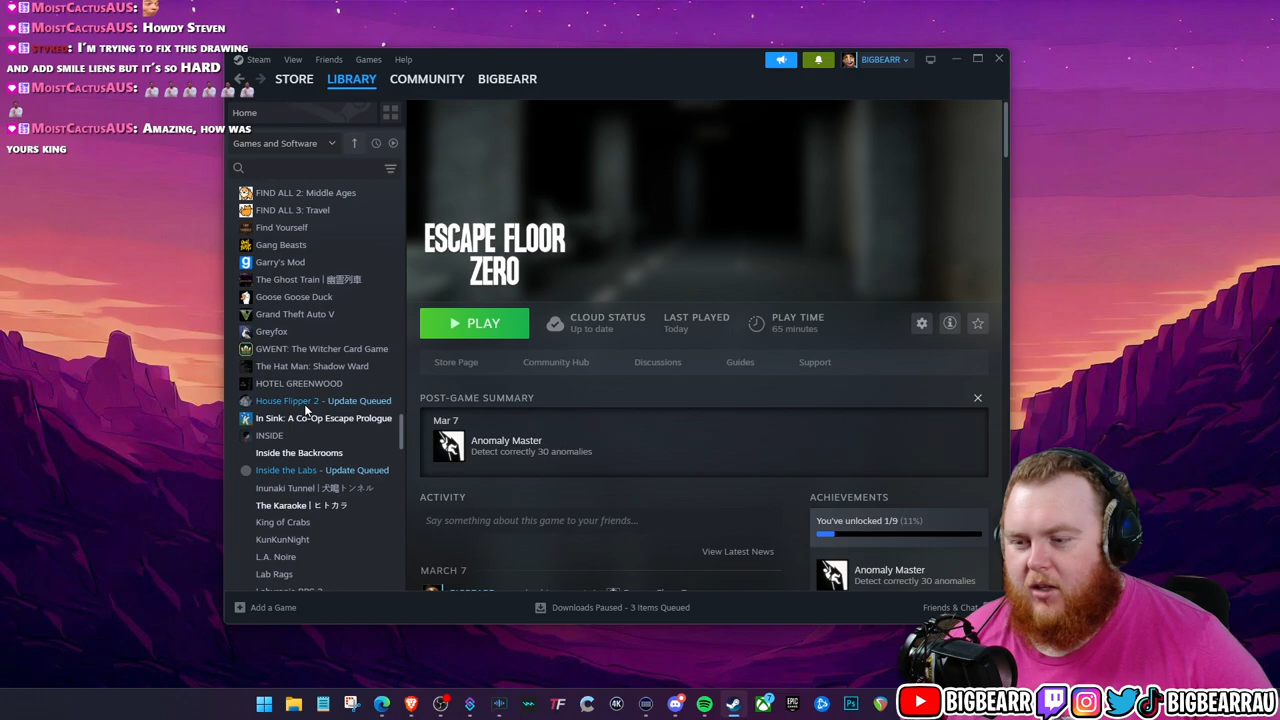 MoistCactusAUS:
MoistCactusAUS: Howdy Steven
I'm trying to fix this drawing
and add smile liens but it's so HARD
MoistCactusAUS:
MoistCactusAUS: Amazing, how was
yours king
Steam View Friends Games Help
BIGBEARR
STORE LIBRARY COMMUNITY BIGBEARR
Home
Games and Software
FIND ALL 2: Middle Ages
FIND ALL 3: Travel
Find Yourself
Gang Beasts
Garry's Mod
The Ghost Train | 幽霊列車
Goose Goose Duck
Grand Theft Auto V
Greyfox
GWENT: The Witcher Card Game
The Hat Man: Shadow Ward
HOTEL GREENWOOD
House Flipper 2 - Update Queued
In Sink: A Co-Op Escape Prologue
INSIDE
Inside the Backrooms
Inside the Labs - Update Queued
Inunaki Tunnel | 犬鳴トンネル
The Karaoke | ヒトカラ
King of Crabs
KunKunNight
L.A. Noire
Lab Rags
ESCAPE FLOOR
ZERO
PLAY
CLOUD STATUS
Up to date
LAST PLAYED
Today
PLAY TIME
65 minutes
Store Page Community Hub Discussions Guides Support
POST-GAME SUMMARY
Mar 7
Anomaly Master
Detect correctly 30 anomalies
ACTIVITY
Say something about this game to your friends...
View Latest News
MARCH 7
ACHIEVEMENTS
You've unlocked 1/9 (11%)
Anomaly Master
Detect correctly 30 anomalies
Add a Game
Downloads Paused - 3 Items Queued
Friends & Chat
BIGBEARR
BIGBEARRAU